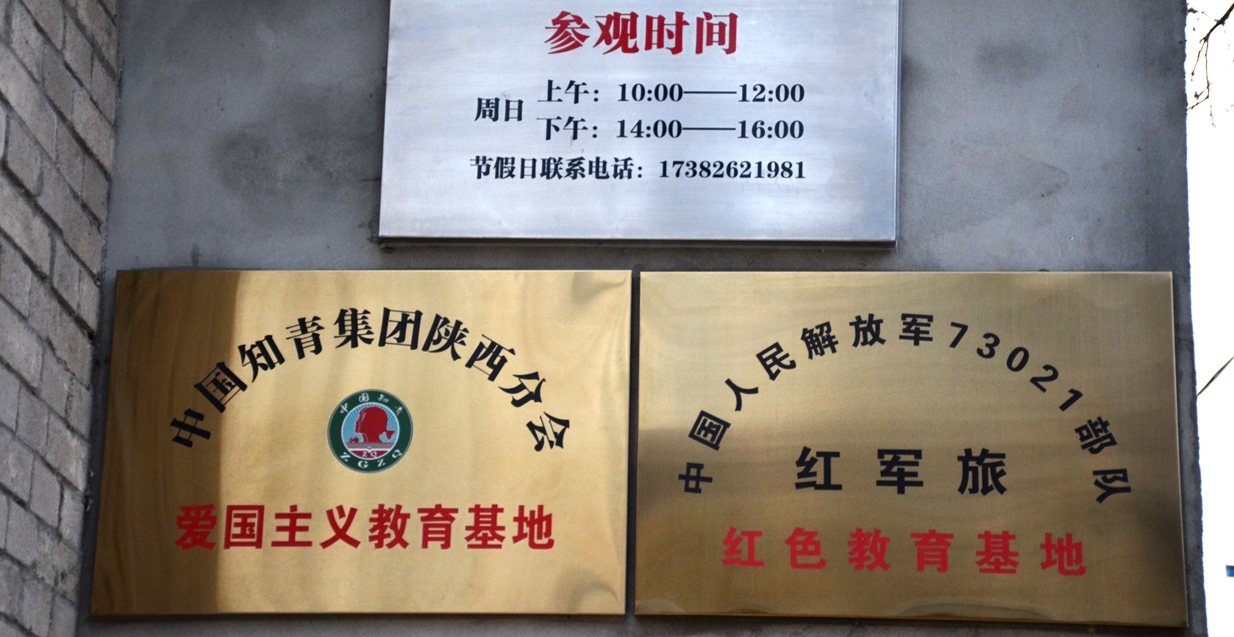 参观时间
周日
上午：10:00——12:00
下午：14:00——16:00
节假日联系电话：17382621981
中国知青集团陕西分会
中国知青
ZQ
ZGZQ
爱国主义教育基地
中国人民解放军73021部队
红军旅
红色教育基地